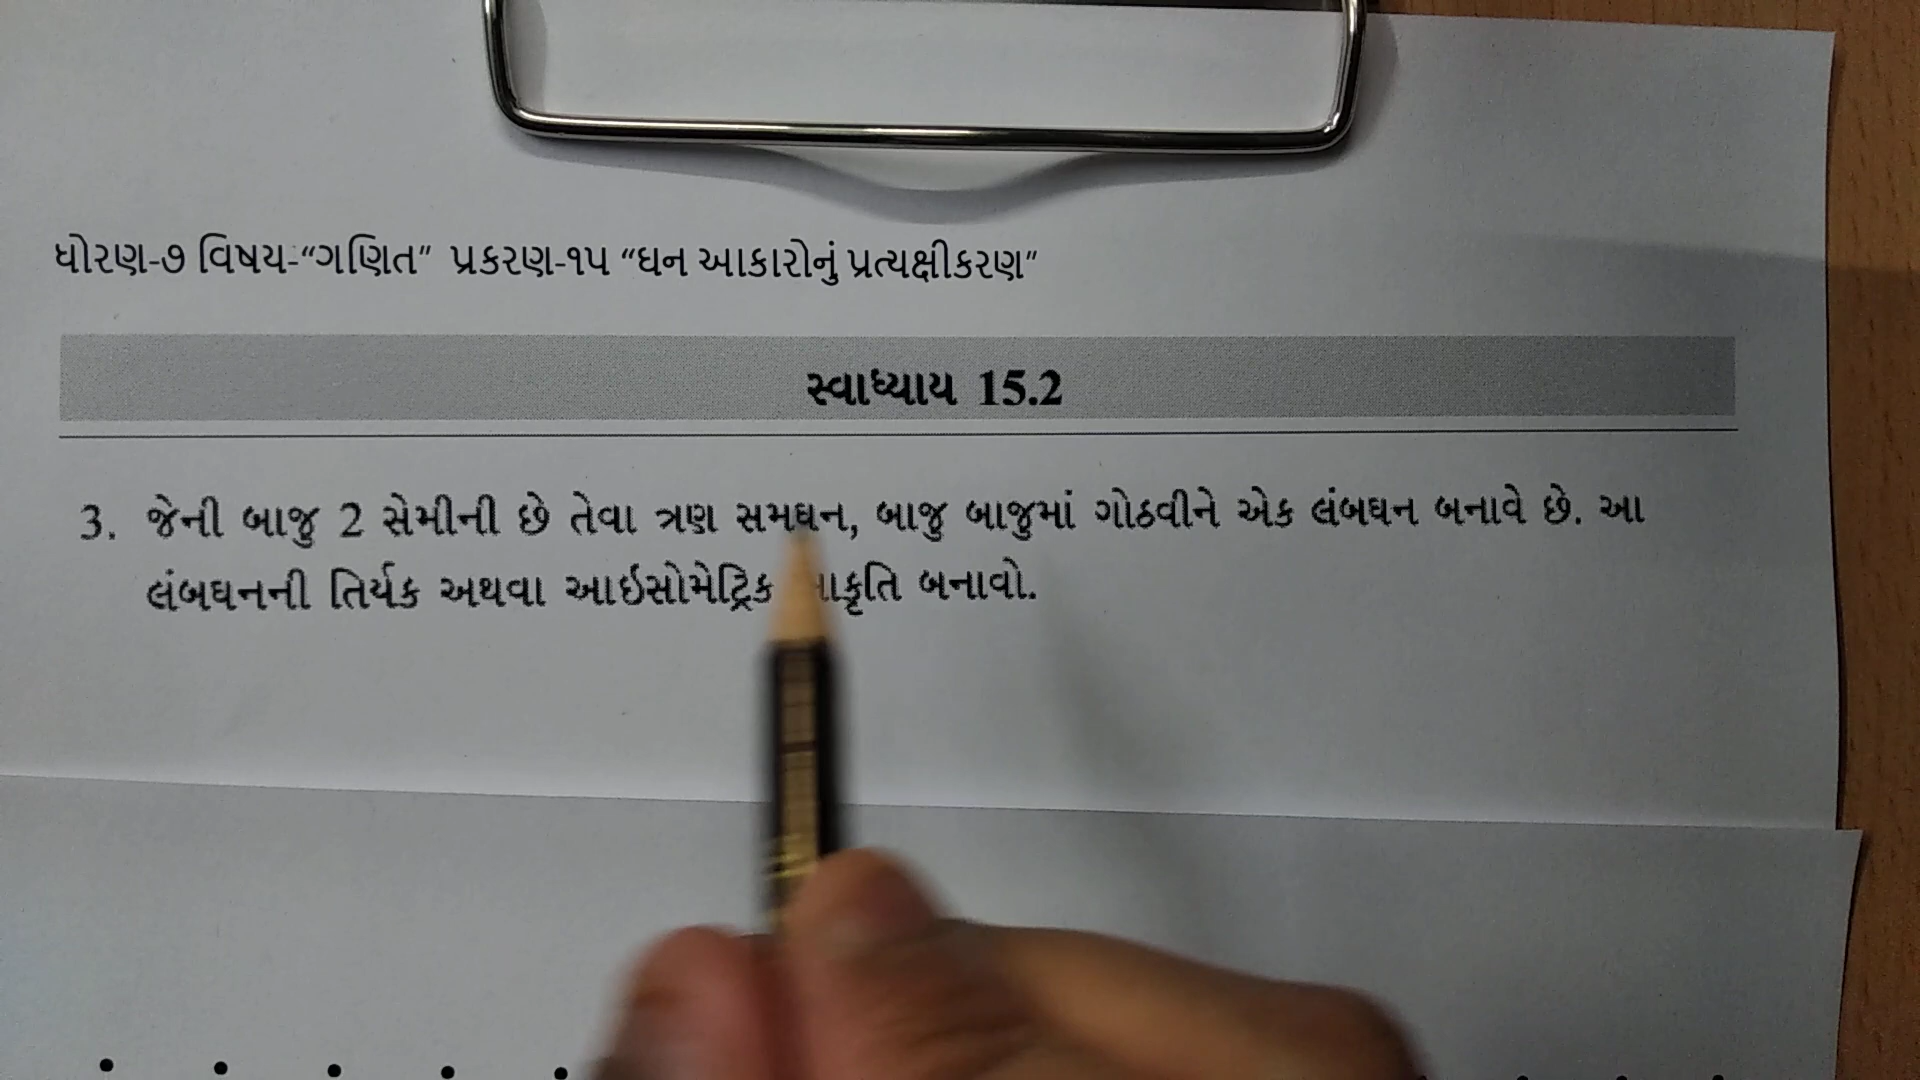 ધોરણ-૭ વિષય-“ગણિત” પ્રકરણ-૧૫ “ઘન આકારોનું પ્રત્યક્ષીકરણ”
સ્વાધ્યાય 15.2
3. જેની બાજુ 2 સેમીની છે તેવા ત્રણ સમઘન, બાજુ બાજુમાં ગોઠવીને એક લંબઘન બનાવે છે. આ
લંબઘનની તિર્યક અથવા આઇસોમેટ્રિક બનાવો.